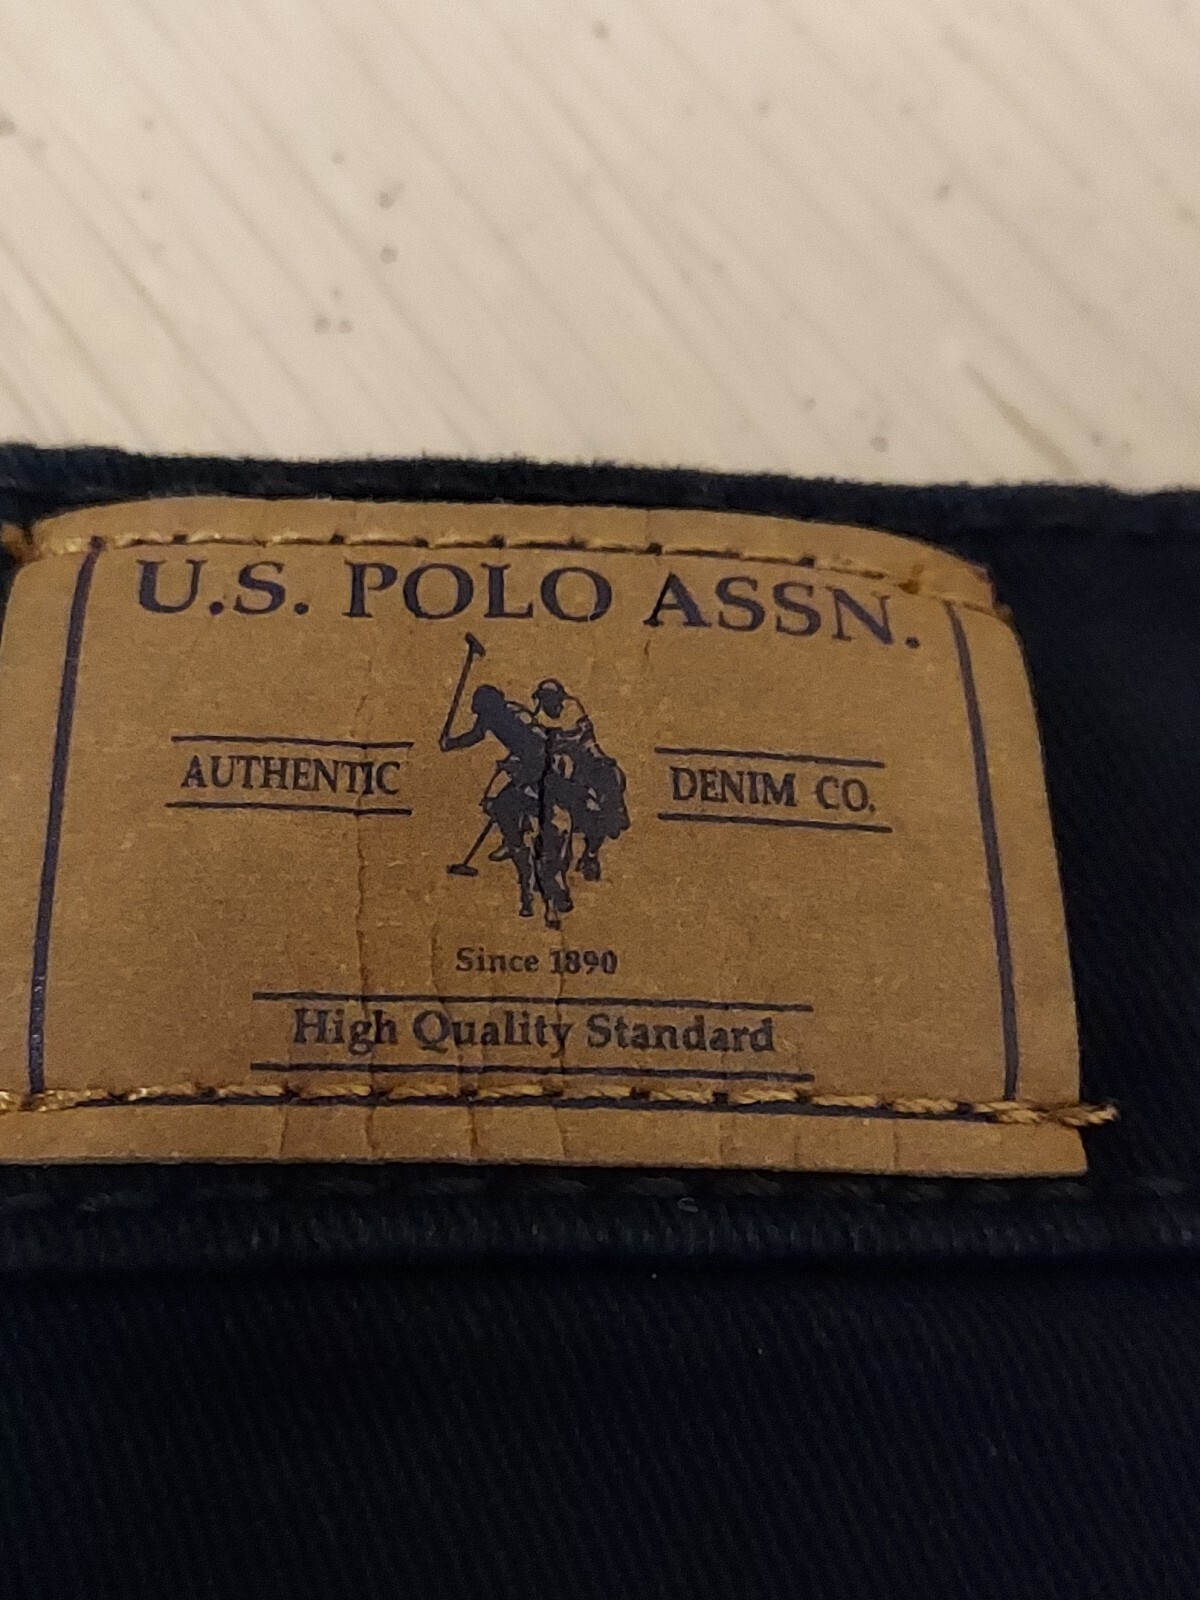 U.S. POLO ASSN.
AUTHENTIC DENIM CO.
Since 1890
High Quality Standard